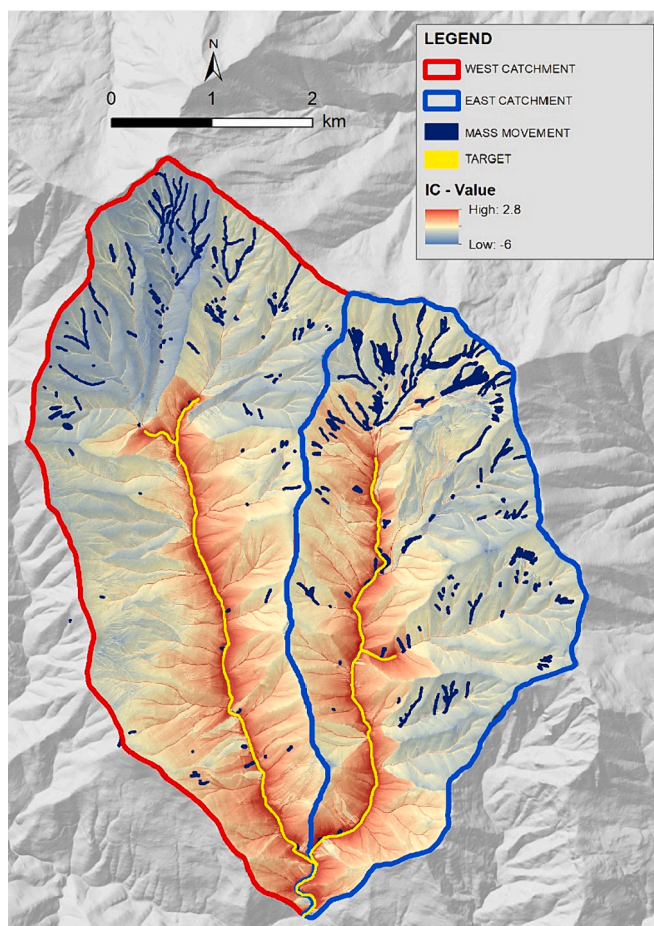 LEGEND
WEST CATCHMENT
EAST CATCHMENT
MASS MOVEMENT
TARGET
IC - Value
High: 2.8
Low: -6
N
0 1 2
km